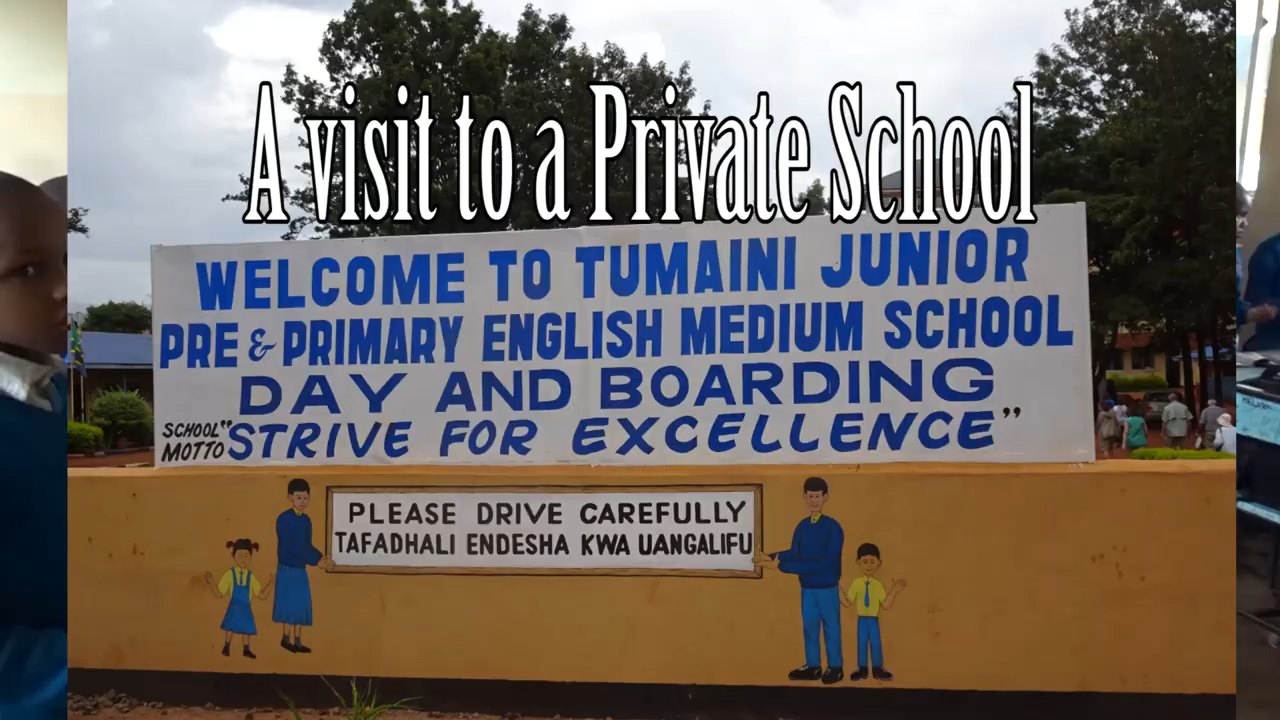 A visit to a Private School
WELCOME TO TUMAINI JUNIOR
PRE & PRIMARY ENGLISH MEDIUM SCHOOL
DAY AND BOARDING
SCHOOL MOTTO "STRIVE FOR EXCELLENCE"
PLEASE DRIVE CAREFULLY
TAFADHALI ENDESHA KWA UANGALIFU